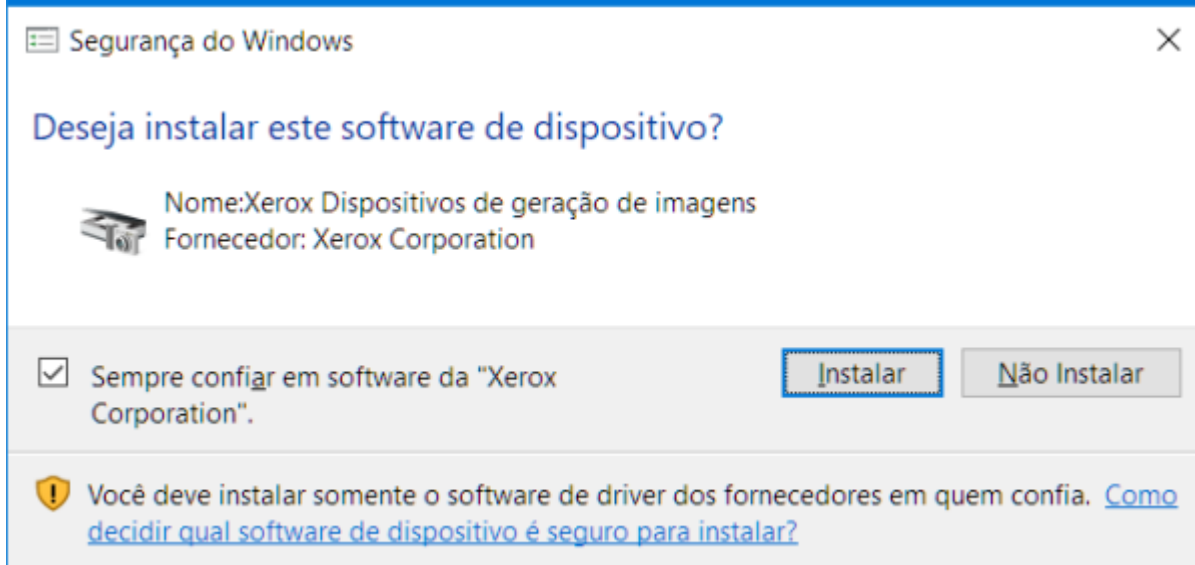 Segurança do Windows
Deseja instalar este software de dispositivo?
Nome:Xerox Dispositivos de geração de imagens
Fornecedor: Xerox Corporation
Sempre confiar em software da "Xerox
Corporation".
Instalar
Não Instalar
Você deve instalar somente o software de driver dos fornecedores em quem confia. Como
decidir qual software de dispositivo é seguro para instalar?